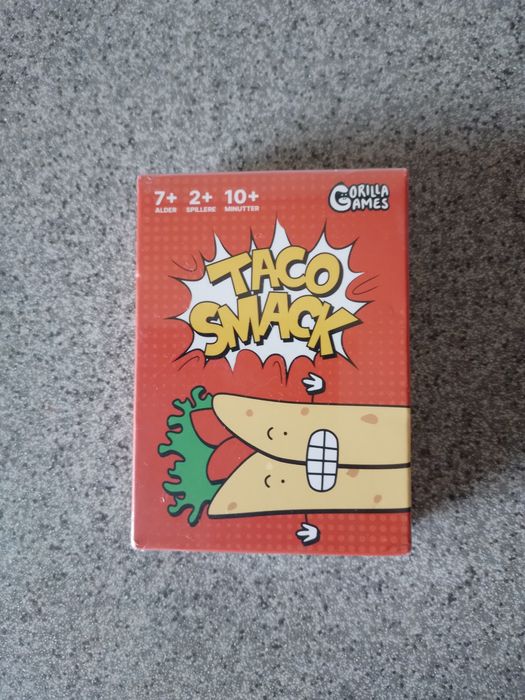 7+ 2+ 10+
ALDER SPILLERE MINUTTER
GORILLA
GAMES
TACO
SMACK